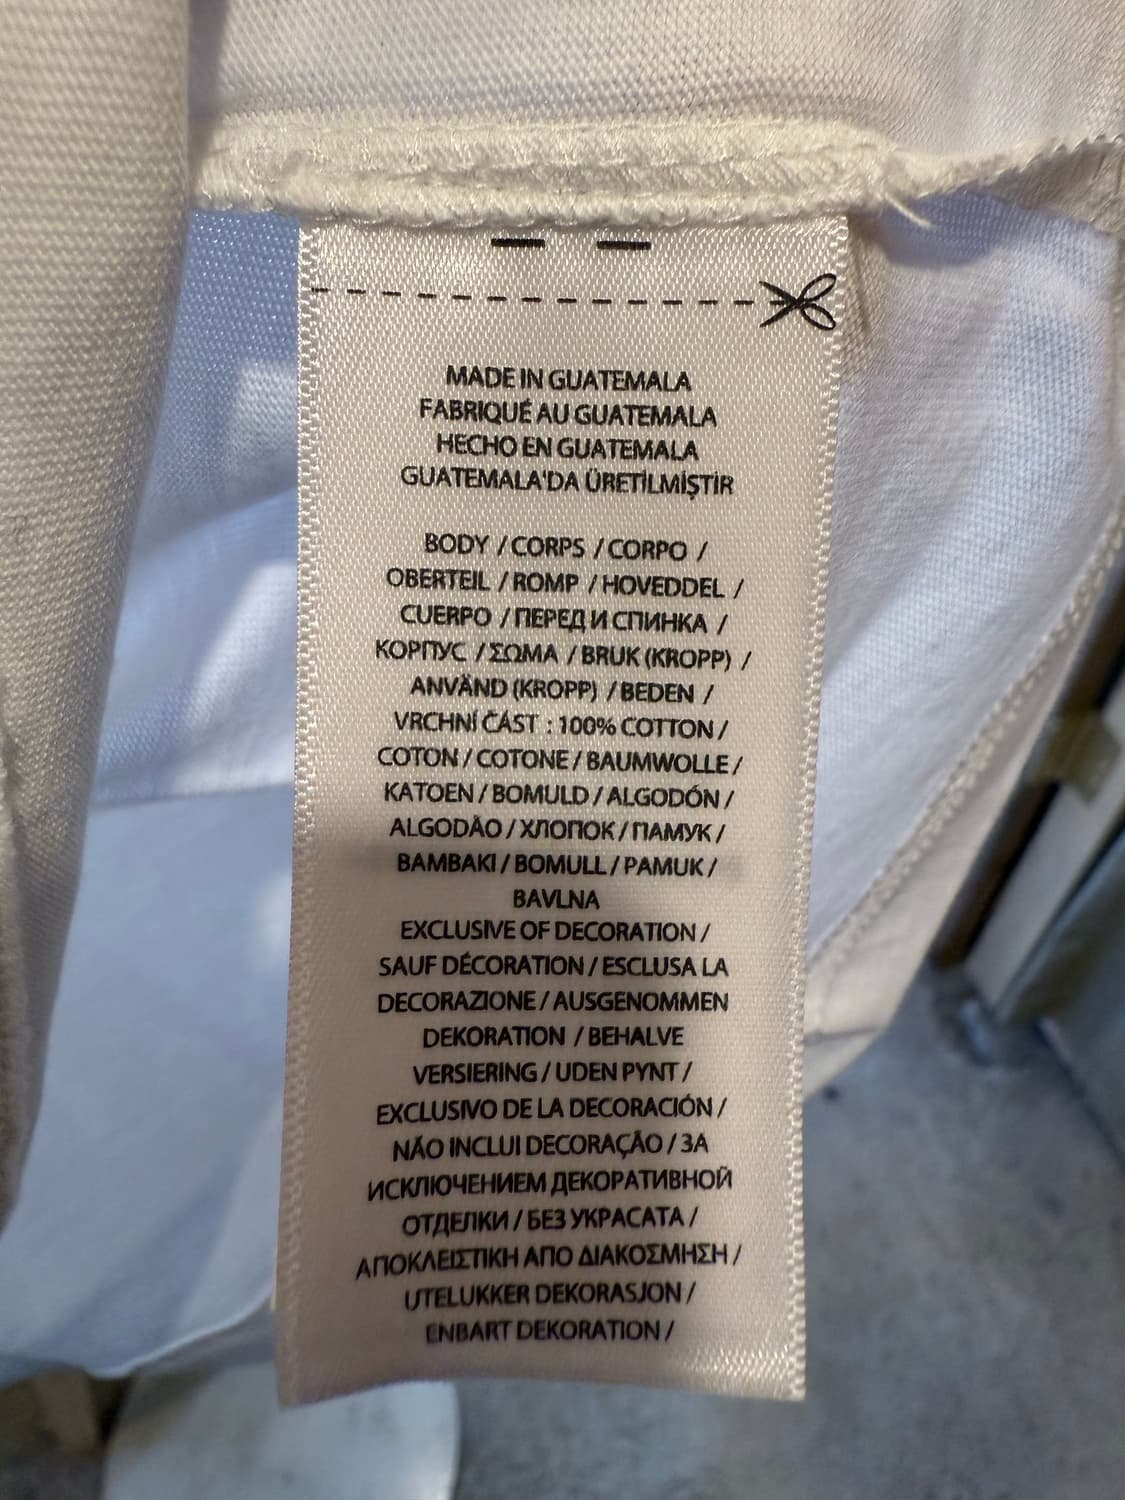 MADE IN GUATEMALA
FABRIQUÉ AU GUATEMALA
HECHO EN GUATEMALA
GUATEMALA'DA ÜRETİLMİŞTİR
BODY / CORPS / CORPO /
OBERTEIL / ROMP / HOVEDDEL /
CUERPO / ПЕРЕД И СПИНКА /
КОРПУС / ΣΩΜΑ / BRUK (KROPP) /
ANVÄND (KROPP) / BEDEN /
VRCHNÍ ČÁST : 100% COTTON /
COTON / COTONE / BAUMWOLLE /
KATOEN / BOMULD / ALGODÓN /
ALGODÃO / ХЛОПОК / ПАМУК /
ΒΑΜΒΑΚΙ / BOMULL / PAMUK /
BAVLNA
EXCLUSIVE OF DECORATION /
SAUF DÉCORATION / ESCLUSA LA
DECORAZIONE / AUSGENOMMEN
DEKORATION / BEHALVE
VERSIERING / UDEN PYNT /
EXCLUSIVO DE LA DECORACIÓN /
NÃO INCLUI DECORAÇÃO / ЗА
ИСКЛЮЧЕНИЕМ ДЕКОРАТИВНОЙ
ОТДЕЛКИ / БЕЗ УКРАСАТА /
ΑΠΟΚΛΕΙΣΤΙΚΗ ΑΠΟ ΔΙΑΚΟΣΜΗΣΗ /
UTELUKKER DEKORASJON /
ENBART DEKORATION /